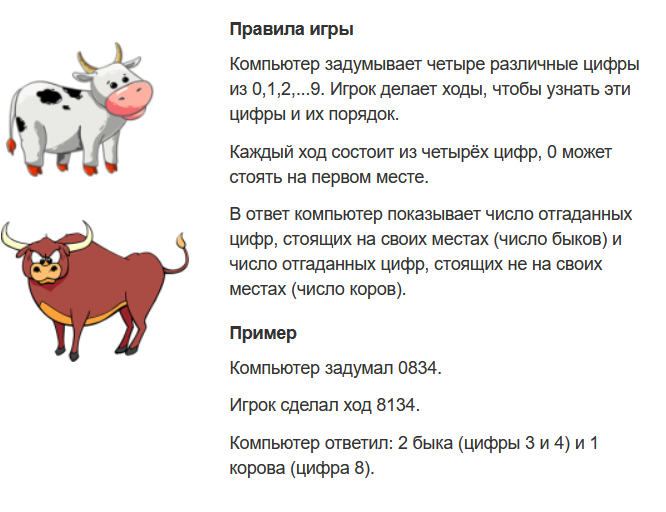 Правила игры
Компьютер задумывает четыре различные цифры
из 0,1,2,...9. Игрок делает ходы, чтобы узнать эти
цифры и их порядок.
Каждый ход состоит из четырёх цифр, 0 может
стоять на первом месте.
В ответ компьютер показывает число отгаданных
цифр, стоящих на своих местах (число быков) и
число отгаданных цифр, стоящих не на своих
местах (число коров).
Пример
Компьютер задумал 0834.
Игрок сделал ход 8134.
Компьютер ответил: 2 быка (цифры 3 и 4) и 1
корова (цифра 8).